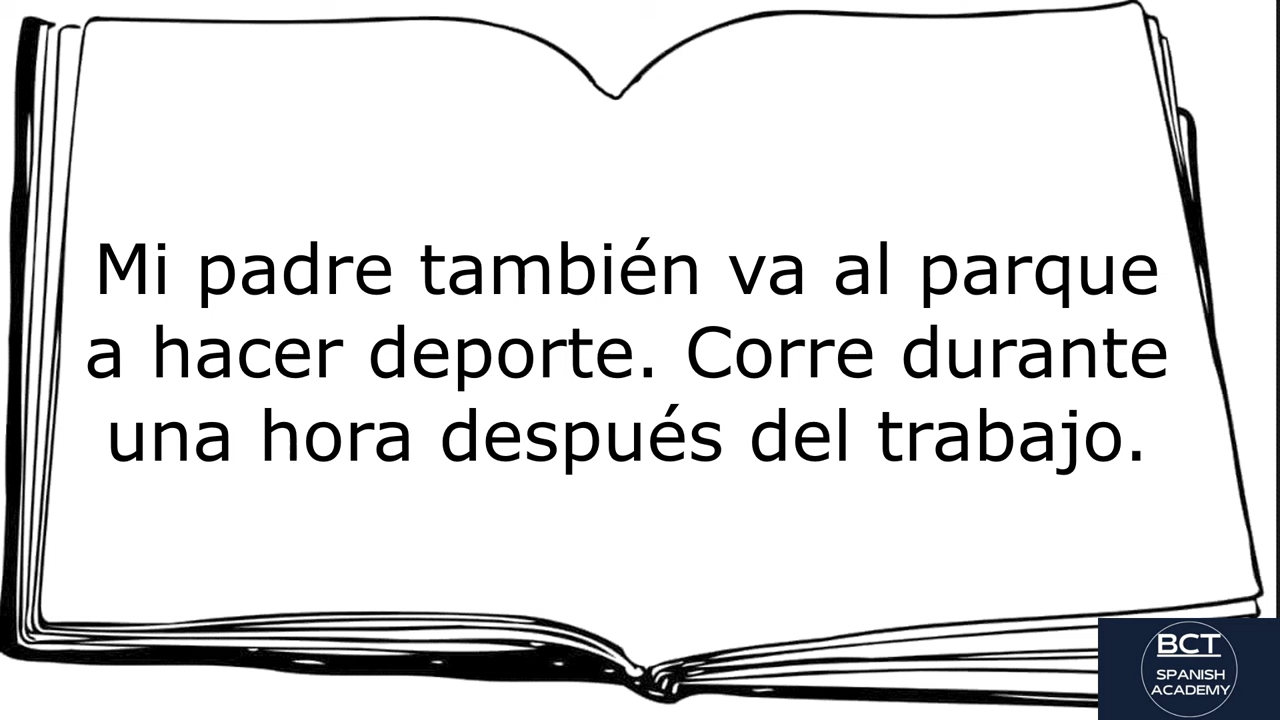 Mi padre también va al parque
a hacer deporte. Corre durante
una hora después del trabajo.
BCT
SPANISH
ACADEMY